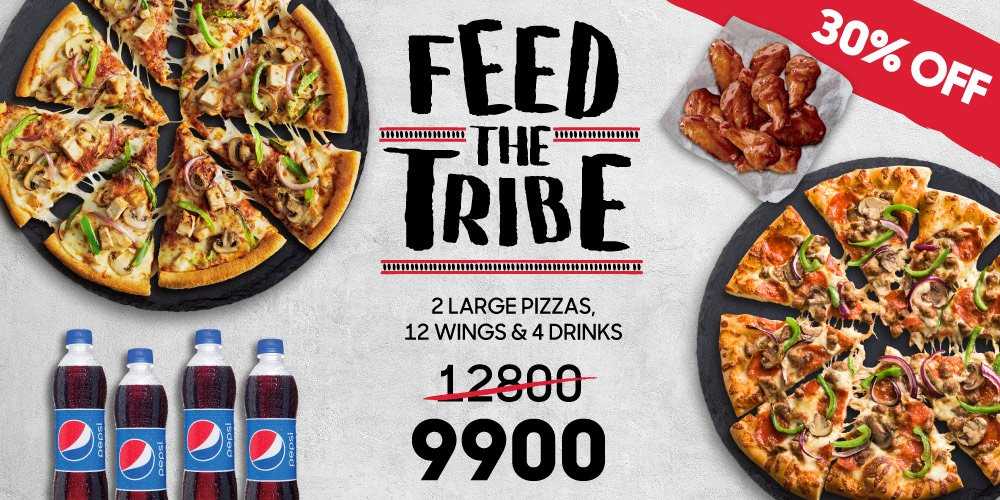 FEED
THE
TRIBE
30% OFF
2 LARGE PIZZAS,
12 WINGS & 4 DRINKS
12800
9900
pepsi
pepsi
pepsi
pepsi